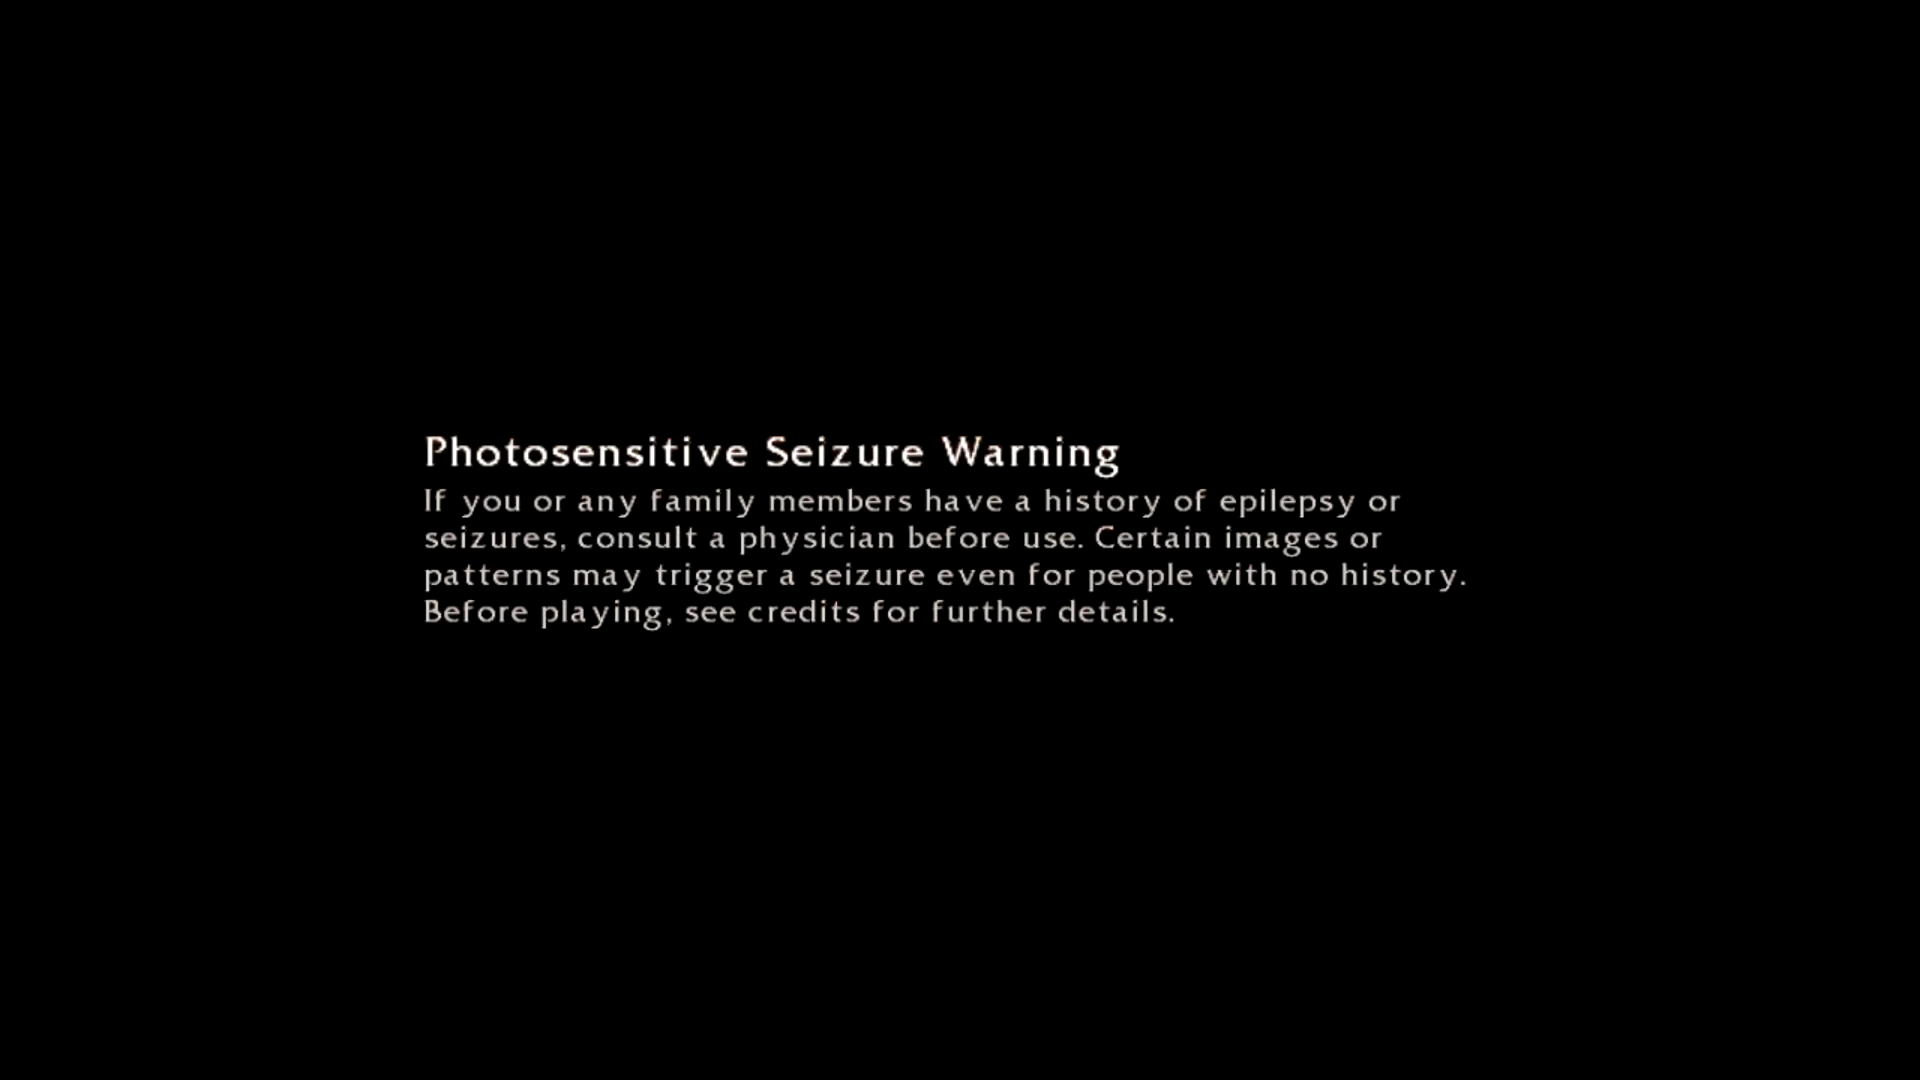 Photosensitive Seizure Warning
If you or any family members have a history of epilepsy or
seizures, consult a physician before use. Certain images or
patterns may trigger a seizure even for people with no history.
Before playing, see credits for further details.